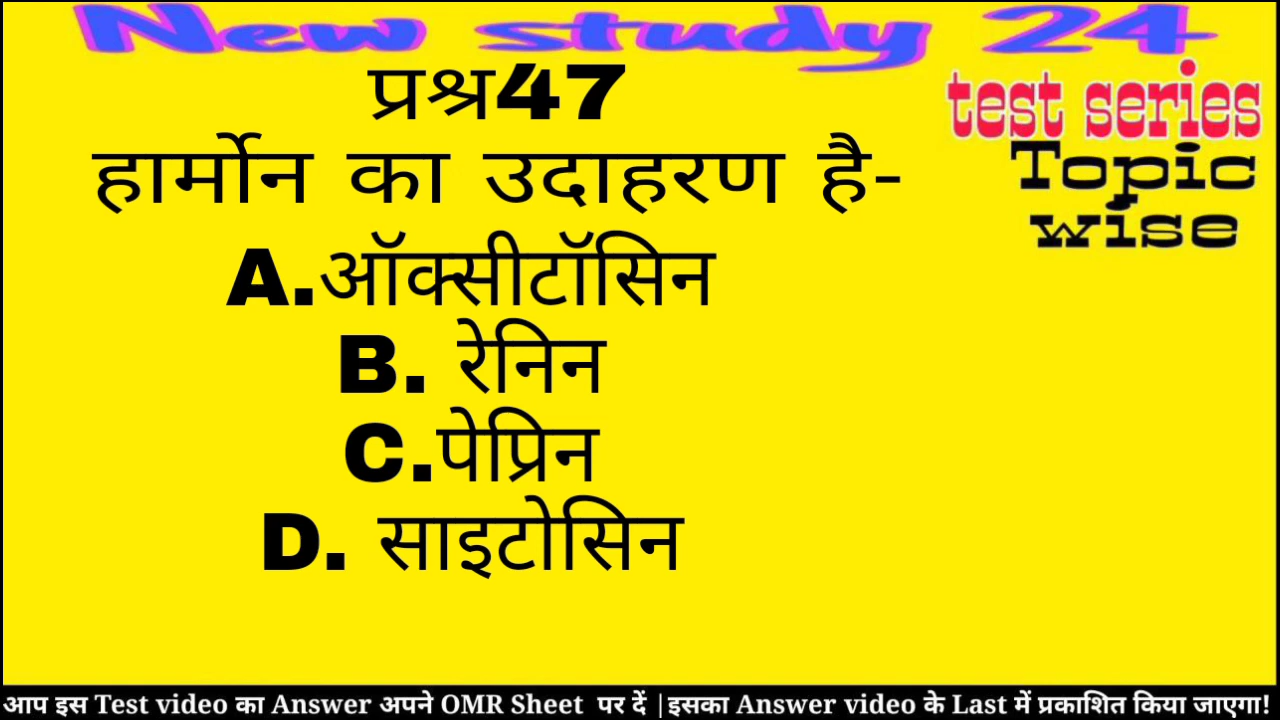 New study 24
प्रश्न47
test series
Topic
wise
हार्मोन का उदाहरण है-
A.ऑक्सीटॉसिन
B. रेनिन
C.पेप्रिन
D. साइटोसिन
आप इस Test video का Answer अपने OMR Sheet पर दें |इसका Answer video के Last में प्रकाशित किया जाएगा!